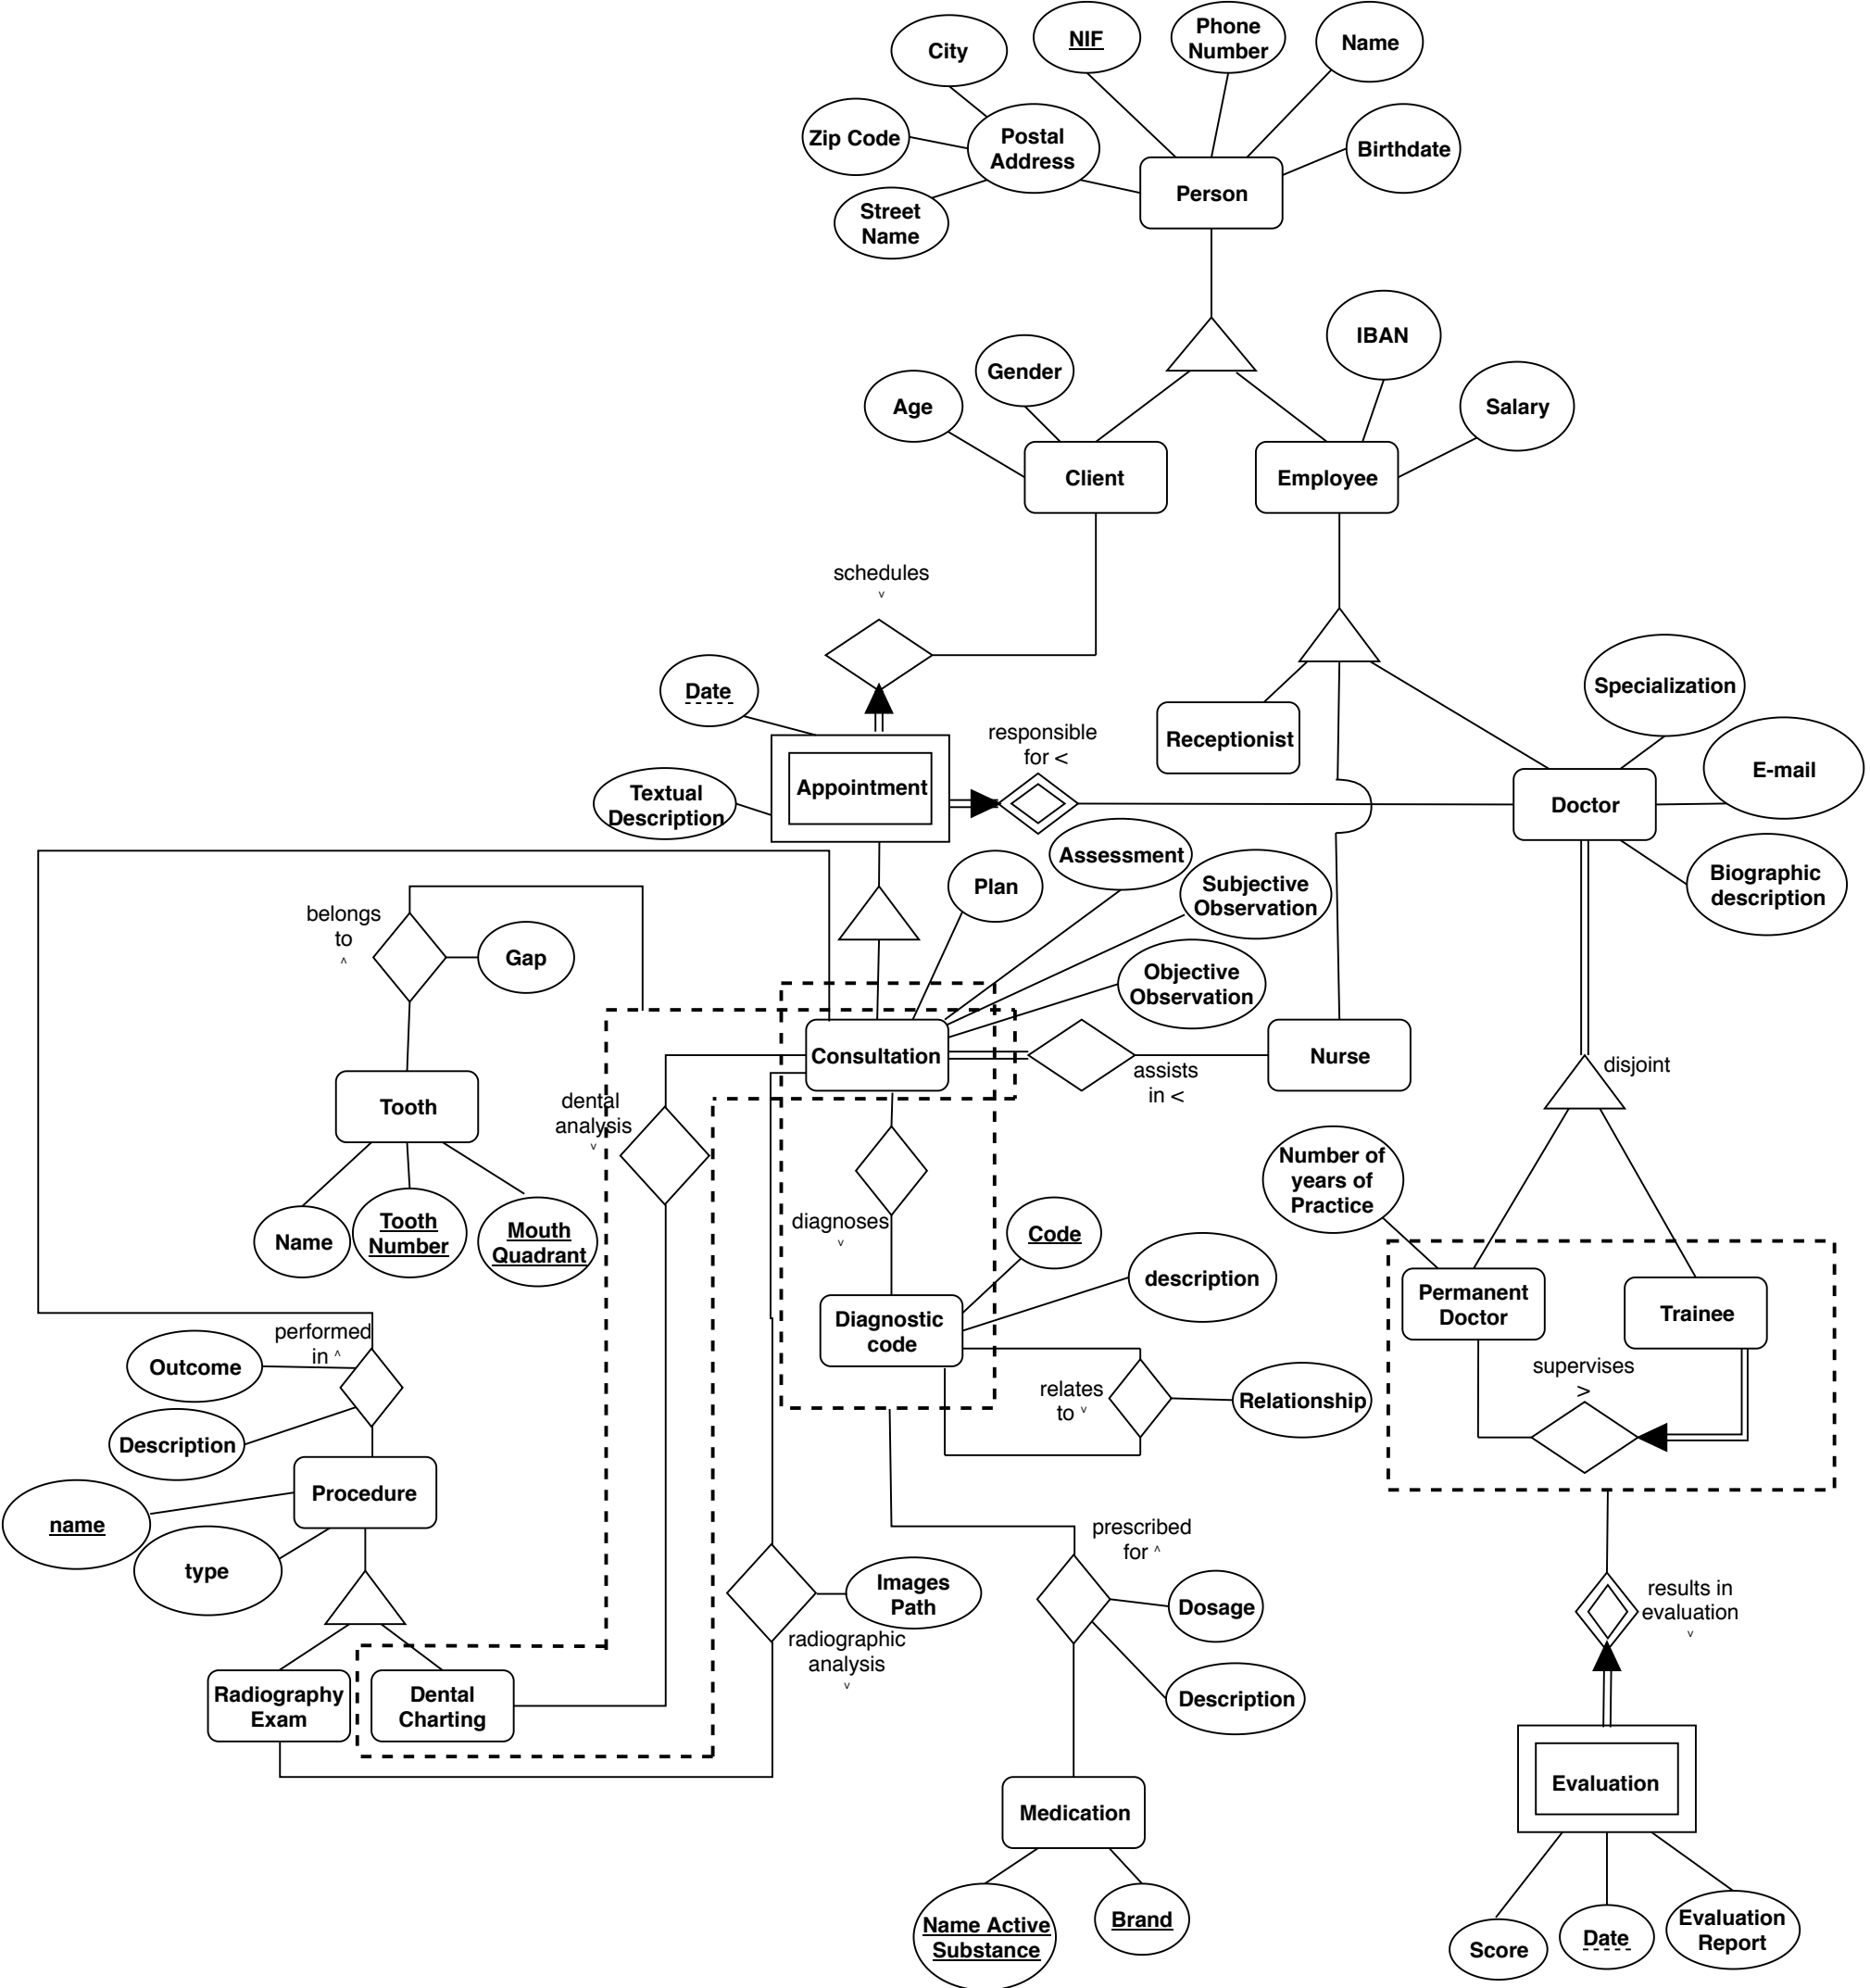 City
NIF
Phone
Number
Name
Zip Code
Postal
Address
Birthdate
Person
Street
Name
IBAN
Gender
Age
Salary
Client
Employee
schedules
v
Date
Specialization
responsible
for <
Receptionist
E-mail
Appointment
Textual
Description
Doctor
Assessment
Plan
Subjective
Observation
Biographic
description
belongs
to
^
Gap
Objective
Observation
Consultation
Nurse
assists
in <
disjoint
Tooth
dental
analysis
v
Number of
years of
Practice
Name
Tooth
Number
Mouth
Quadrant
diagnoses
v
Code
description
Permanent
Doctor
Trainee
Diagnostic
code
performed
in ^
Outcome
supervises
>
relates
to v
Relationship
Description
Procedure
name
type
prescribed
for ^
Images
Path
Dosage
results in
evaluation
v
radiographic
analysis
v
Radiography
Exam
Dental
Charting
Description
Evaluation
Medication
Name Active
Substance
Brand
Score
Date
Evaluation
Report